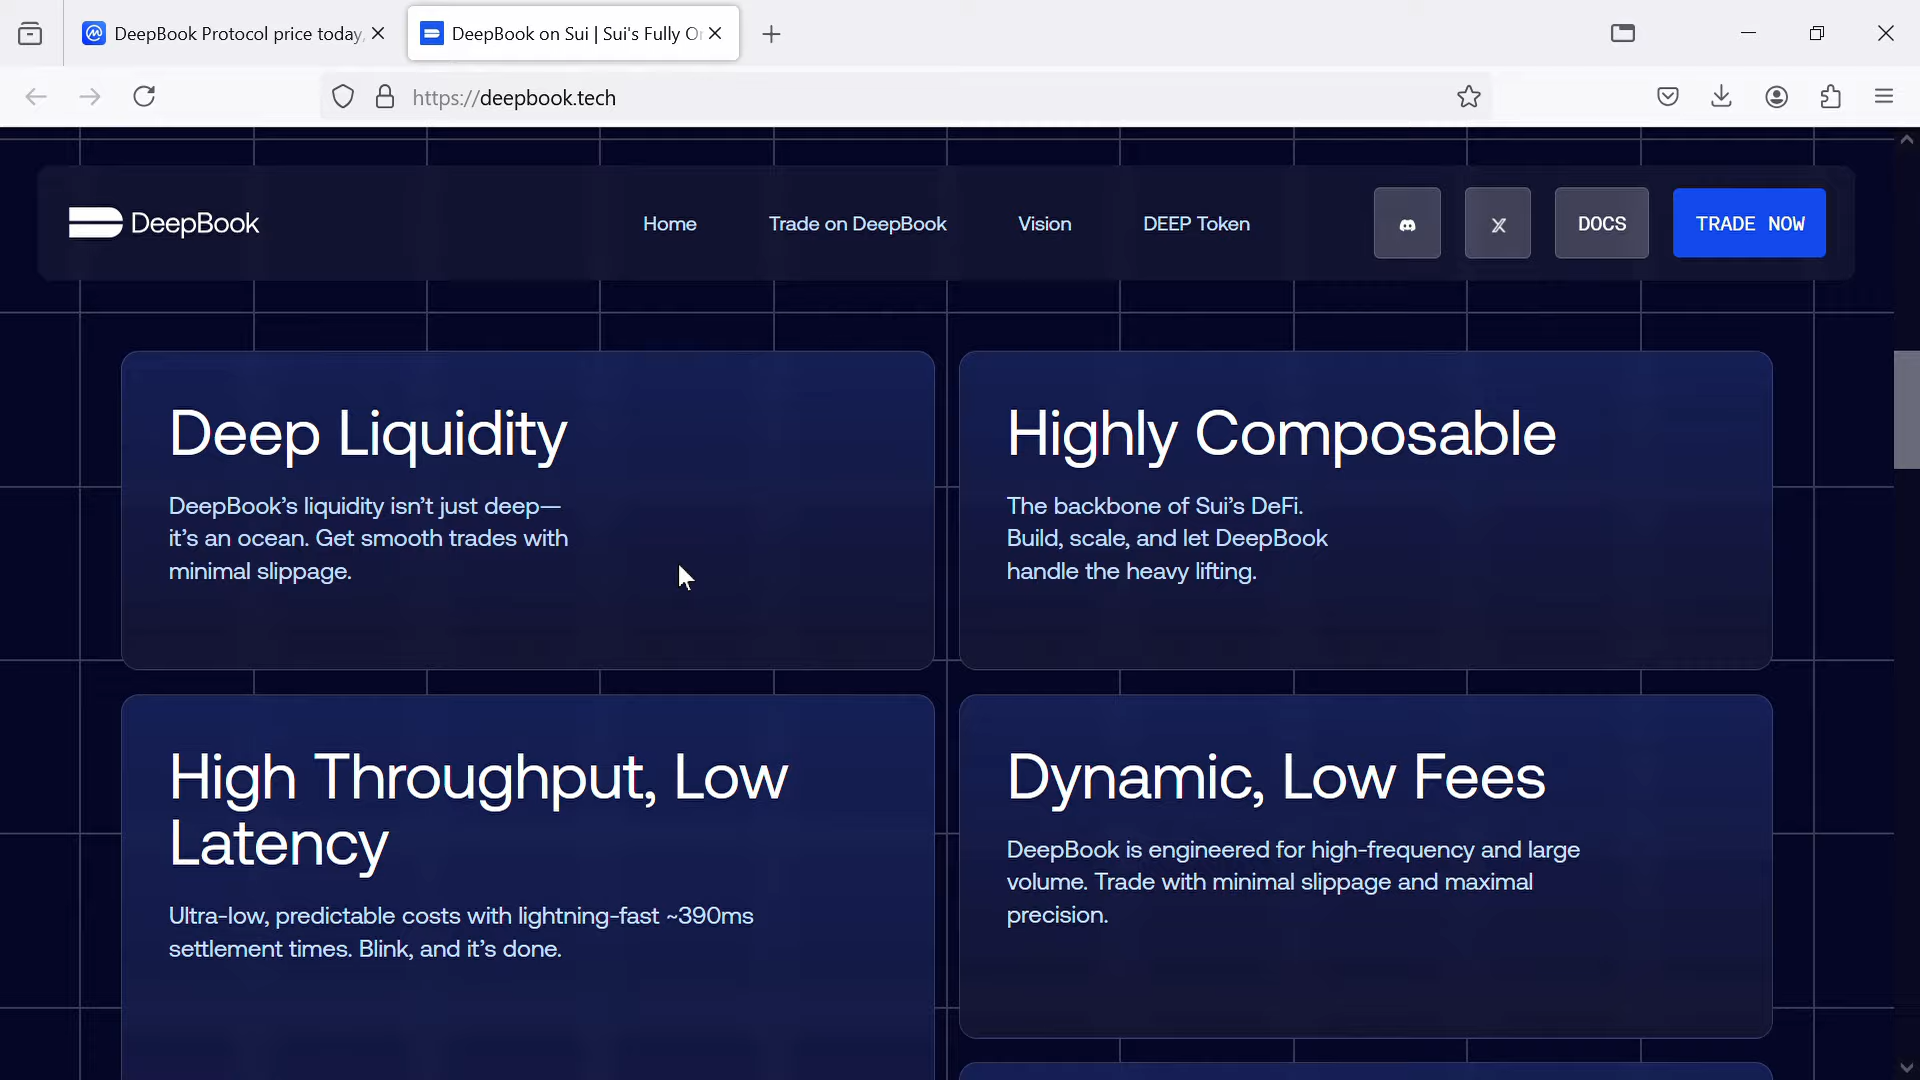 DeepBook Protocol price today,
DeepBook on Sui | Sui's Fully O
https://deepbook.tech
DeepBook
Home
Trade on DeepBook
Vision
DEEP Token
DOCS
TRADE NOW
Deep Liquidity
DeepBook’s liquidity isn’t just deep—
it’s an ocean. Get smooth trades with
minimal slippage.
Highly Composable
The backbone of Sui’s DeFi.
Build, scale, and let DeepBook
handle the heavy lifting.
High Throughput, Low
Latency
Ultra-low, predictable costs with lightning-fast ~390ms
settlement times. Blink, and it’s done.
Dynamic, Low Fees
DeepBook is engineered for high-frequency and large
volume. Trade with minimal slippage and maximal
precision.